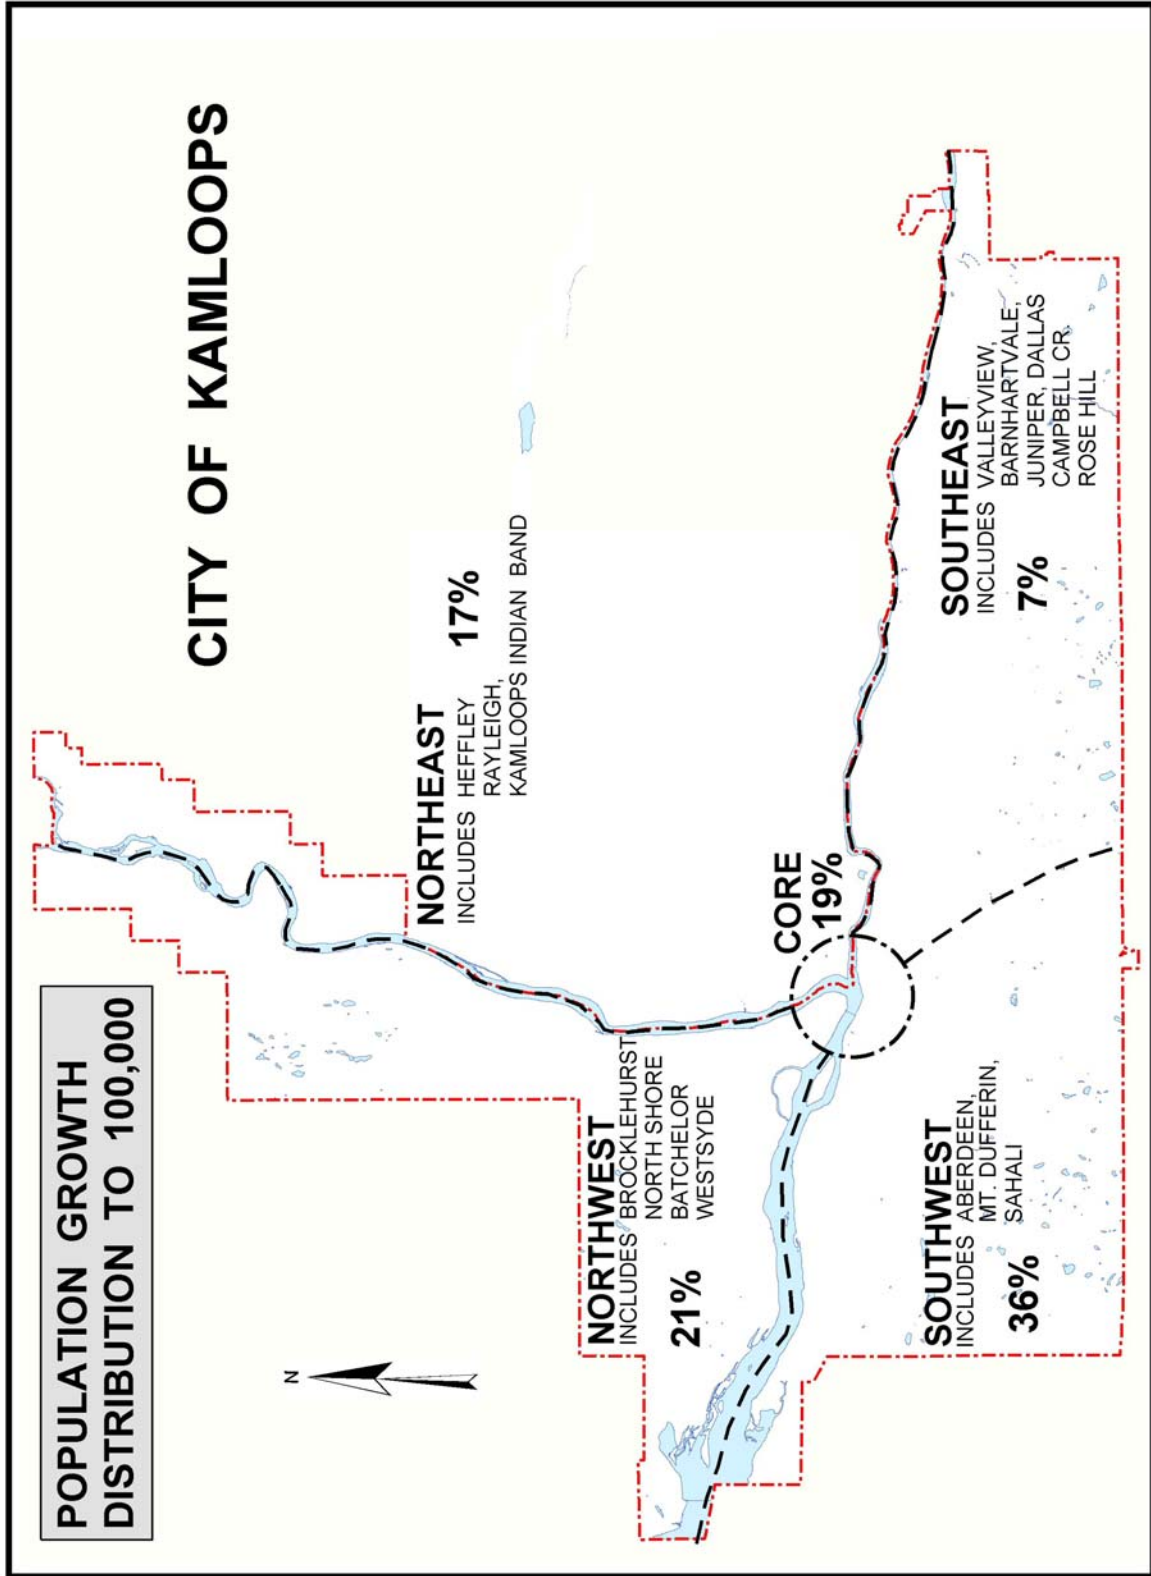 POPULATION GROWTH
DISTRIBUTION TO 100,000
CITY OF KAMLOOPS
N
NORTHEAST
INCLUDES HEFFLEY
17%
RAYLEIGH,
KAMLOOPS INDIAN BAND
NORTHWEST
INCLUDES BROCKLEHURST
NORTH SHORE
BATCHELOR
WESTSYDE
21%
CORE
19%
SOUTHWEST
INCLUDES ABERDEEN,
MT. DUFFERIN,
SAHALI
36%
SOUTHEAST
INCLUDES VALLEYVIEW,
BARNHARTVALE,
JUNIPER, DALLAS
CAMPBELL CR,
ROSE HILL
7%